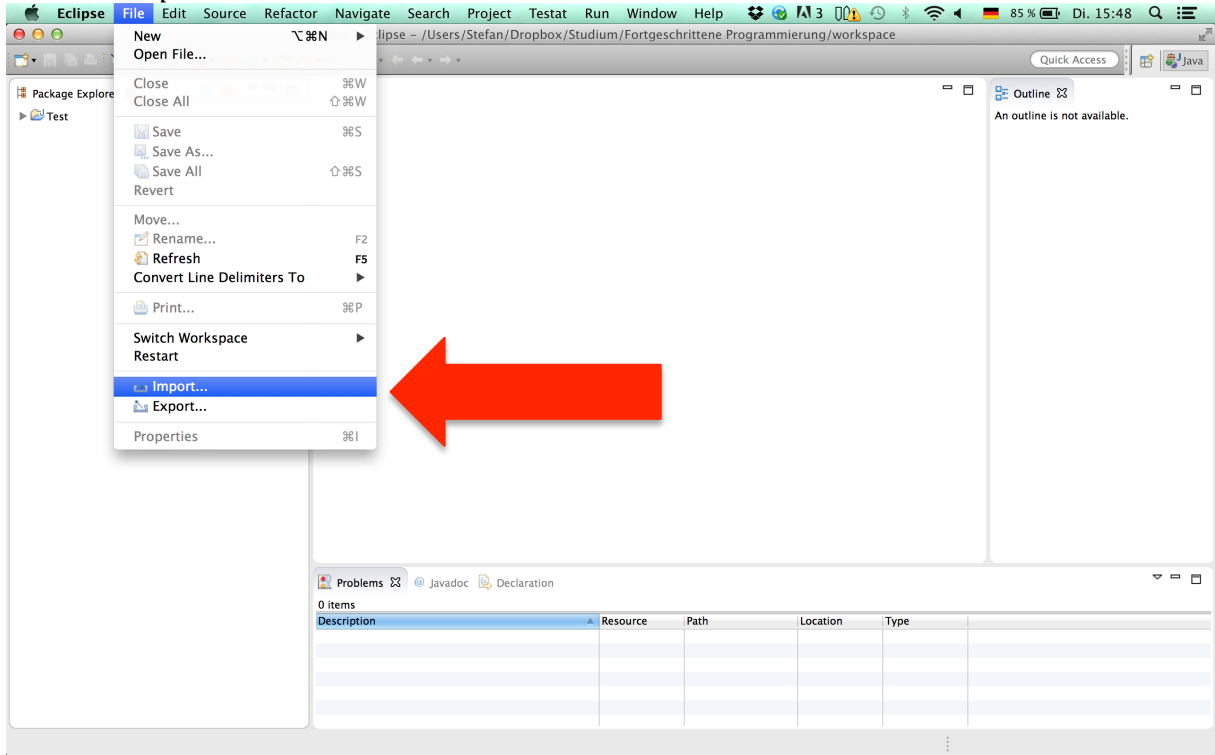 Eclipse File Edit Source Refactor Navigate Search Project Testat Run Window Help 3 85 % Di. 15:48
lipse – /Users/Stefan/Dropbox/Studium/Fortgeschrittene Programmierung/workspace
New ⌥⌘N ▶
Open File...
Close ⌘W
Close All ⇧⌘W
Save ⌘S
Save As...
Save All ⇧⌘S
Revert
Move...
Rename... F2
Refresh F5
Convert Line Delimiters To ▶
Print... ⌘P
Switch Workspace ▶
Restart
Import...
Export...
Properties ⌘I
Quick Access Java
Package Explore
Test
Outline
An outline is not available.
Problems @ Javadoc Declaration
0 items
Description Resource Path Location Type